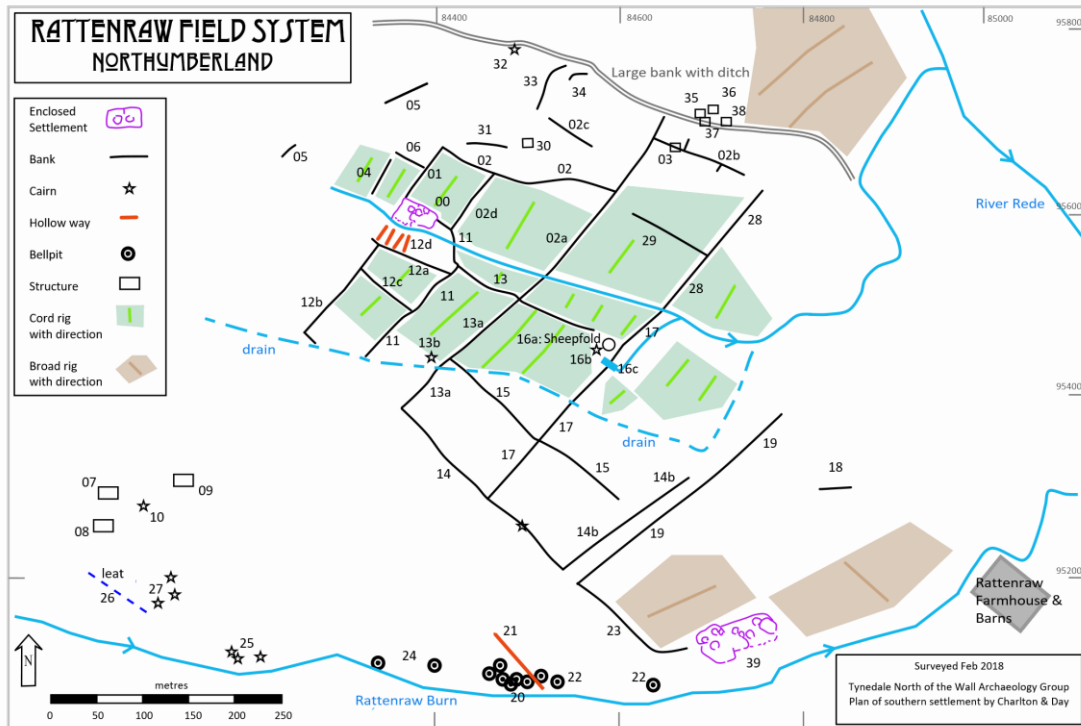 RATTENRAW FIELD SYSTEM
NORTHUMBERLAND
84400
84600
84800
85000
95800
95600
95400
95200
Enclosed
Settlement
Bank
Cairn
Hollow way
Bellpit
Structure
Cord rig
with direction
Broad rig
with direction
32
Large bank with ditch
33
34
05
35
36
37
38
02c
31
30
03
02b
05
06
02
02
04
01
00
02d
River Rede
28
11
02a
29
12d
12a
13
12c
11
28
12b
13a
16a: Sheepfold
17
11
13b
16b
16c
drain
13a
15
17
drain
19
17
14
15
14b
18
07
09
10
08
14b
19
leat
27
26
Rattenraw
Farmhouse &
Barns
21
23
25
24
22
22
39
20
N
metres
0
50
100
150
200
250
Rattenraw Burn
Surveyed Feb 2018
Tynedale North of the Wall Archaeology Group
Plan of southern settlement by Charlton & Day